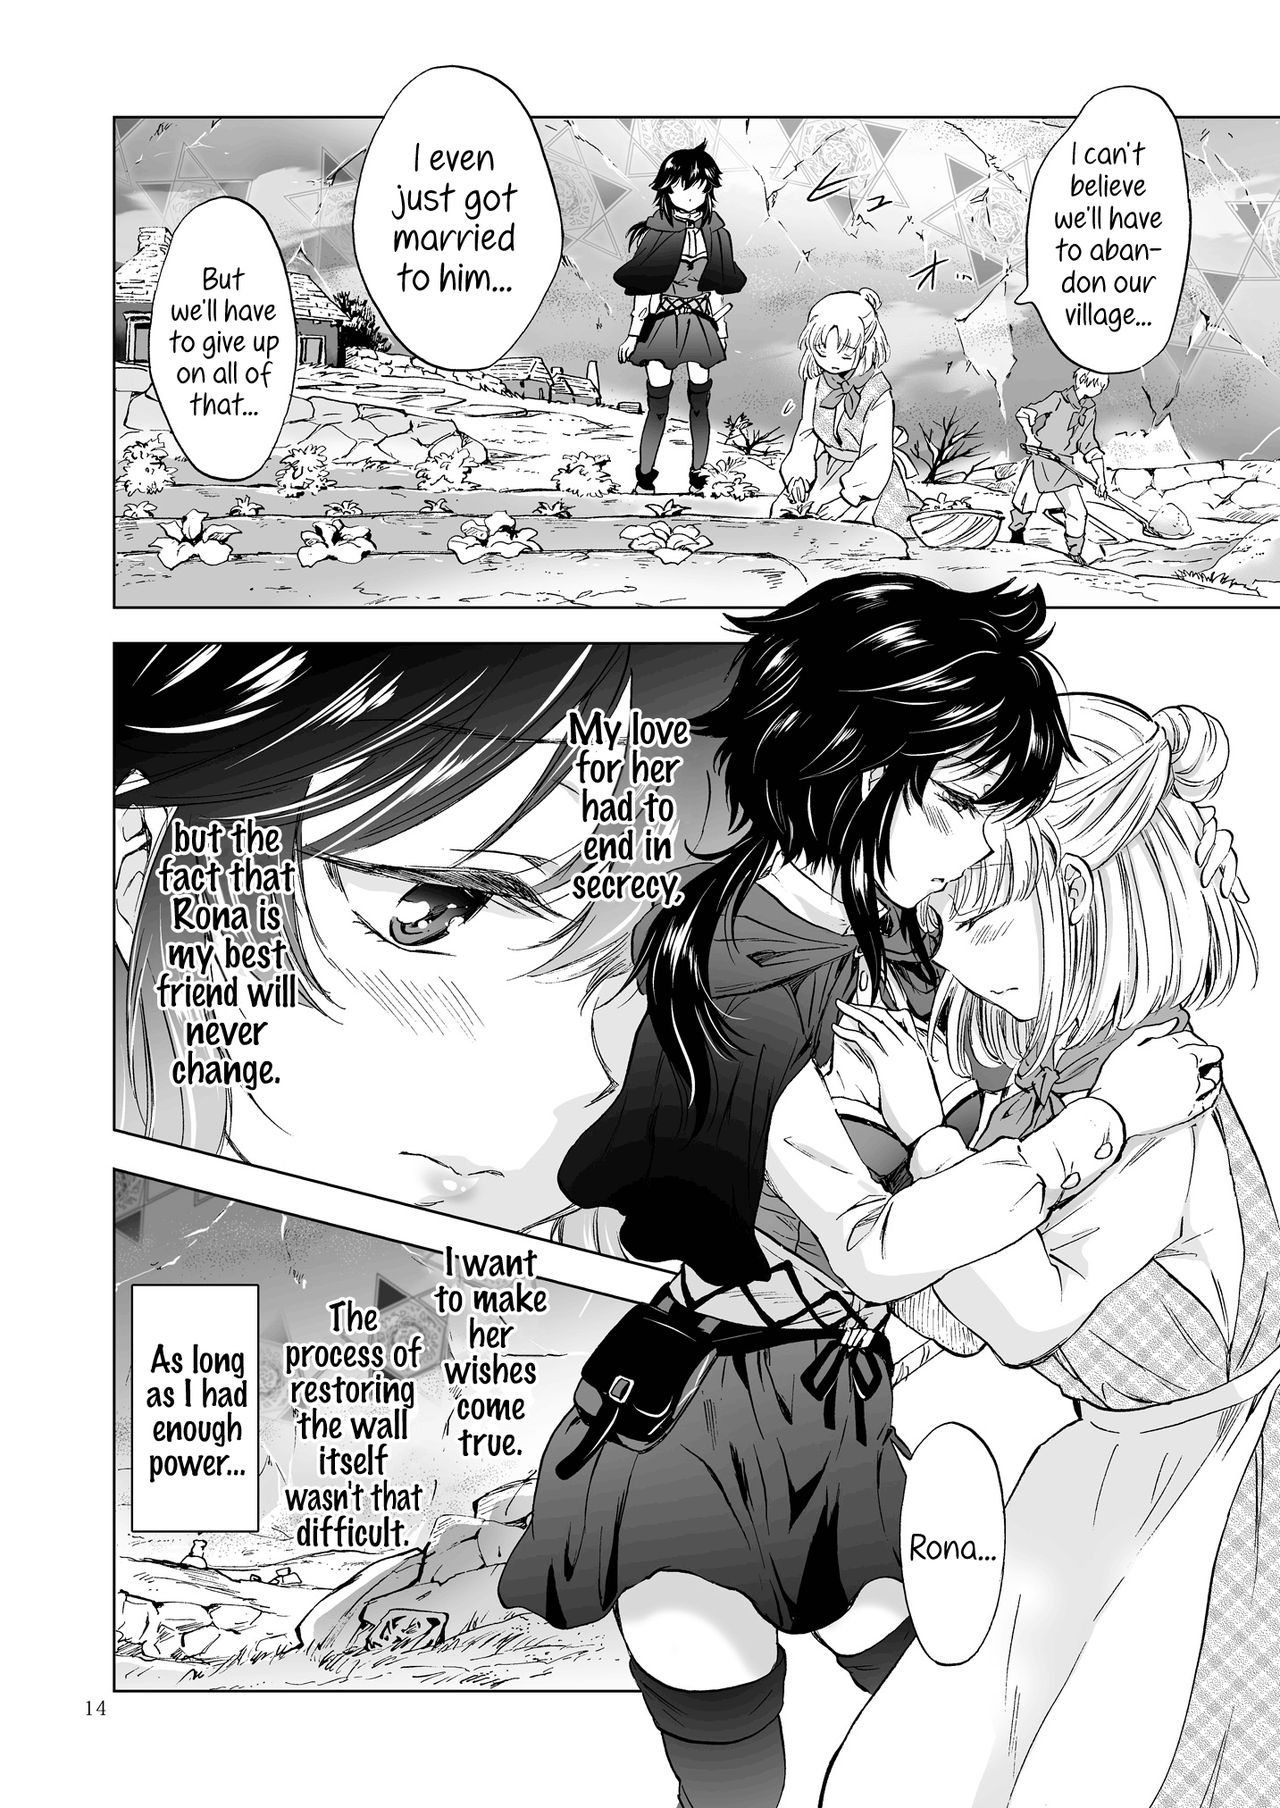 I can't
believe
we'll have
to aban-
don our
village...
I even
just got
married
to him...
But
we'll have
to give up
on all of
that...
My love
for her
had to
end in
secrecy,
but the
fact that
Rona is
my best
friend will
never
change.
Rona...
I want
to make
her
wishes
come
true.
The
process of
restoring
the wall
itself
wasn't that
difficult.
As long
as I had
enough
power...
14